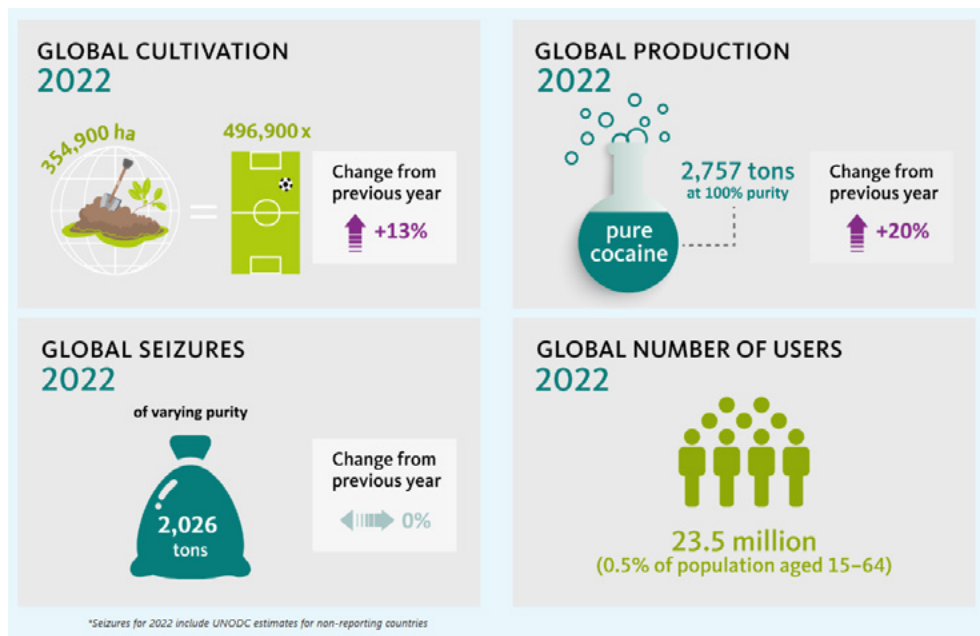 GLOBAL CULTIVATION
2022
354,900 ha
496,900 x
Change from
previous year
+13%
GLOBAL PRODUCTION
2022
2,757 tons
at 100% purity
pure
cocaine
Change from
previous year
+20%
GLOBAL SEIZURES
2022
of varying purity
2,026
tons
Change from
previous year
0%
GLOBAL NUMBER OF USERS
2022
23.5 million
(0.5% of population aged 15–64)
*Seizures for 2022 include UNODC estimates for non-reporting countries